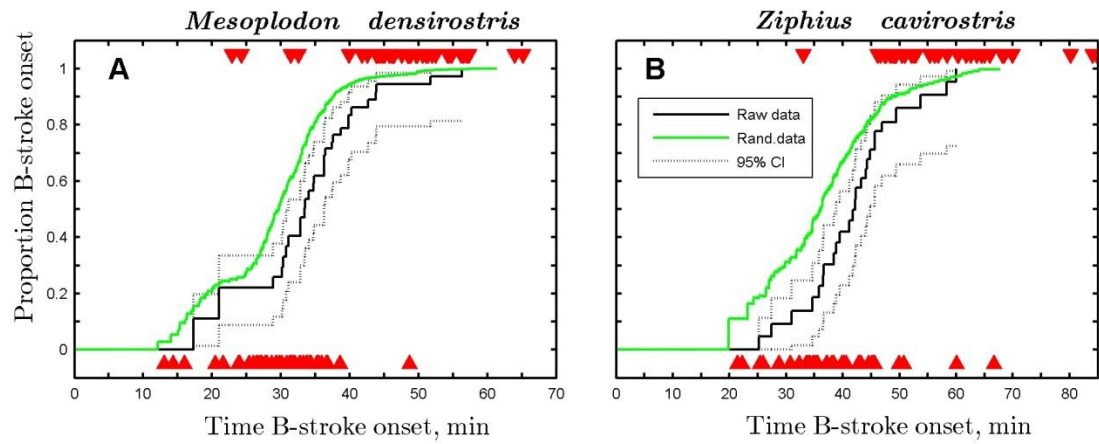 Mesoplodon densirostris
Ziphius cavirostris
A
B
Proportion B-stroke onset
1
0.8
0.6
0.4
0.2
0
0 10 20 30 40 50 60 70
Time B-stroke onset, min
Raw data
Rand.data
95% CI
20 30 40 50 60 70 80
Time B-stroke onset, min